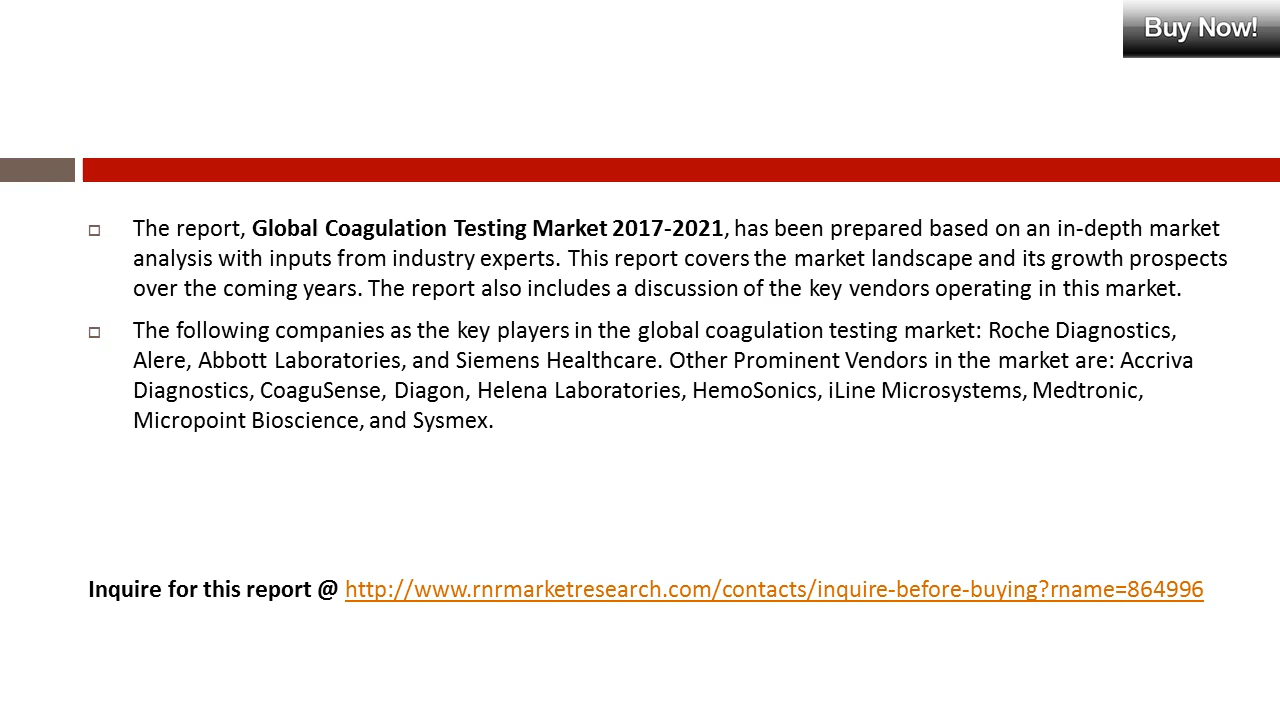 Buy Now!
The report, Global Coagulation Testing Market 2017-2021, has been prepared based on an in-depth market
analysis with inputs from industry experts. This report covers the market landscape and its growth prospects
over the coming years. The report also includes a discussion of the key vendors operating in this market.
The following companies as the key players in the global coagulation testing market: Roche Diagnostics,
Alere, Abbott Laboratories, and Siemens Healthcare. Other Prominent Vendors in the market are: Accriva
Diagnostics, CoaguSense, Diagon, Helena Laboratories, HemoSonics, iLine Microsystems, Medtronic,
Micropoint Bioscience, and Sysmex.
Inquire for this report @ http://www.rnrmarketresearch.com/contacts/inquire-before-buying?rname=864996